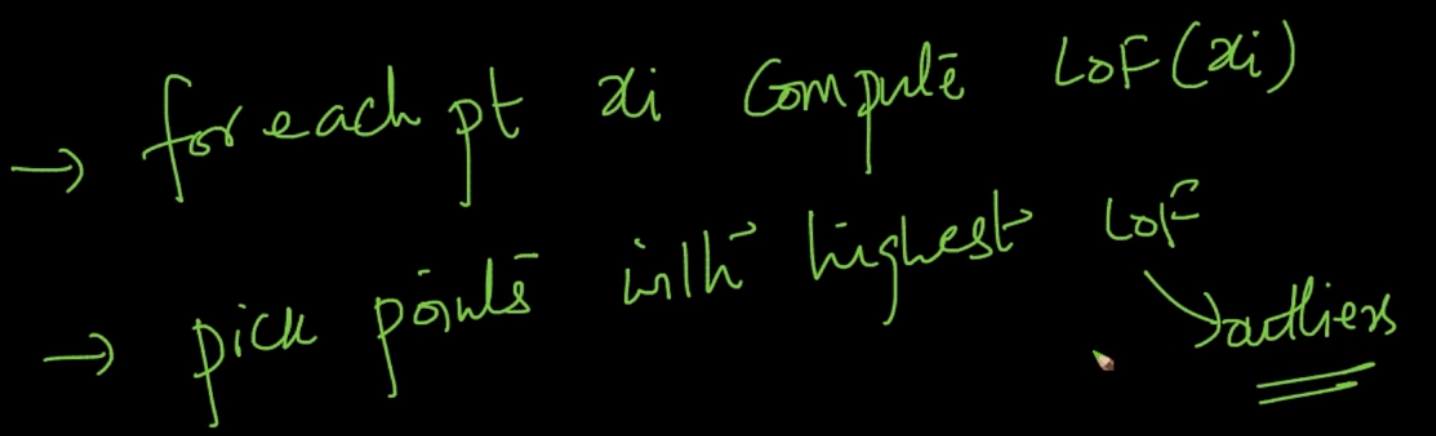 → for each pt xi Compute LOF(xi)
→ pick points with highest LOF
outliers